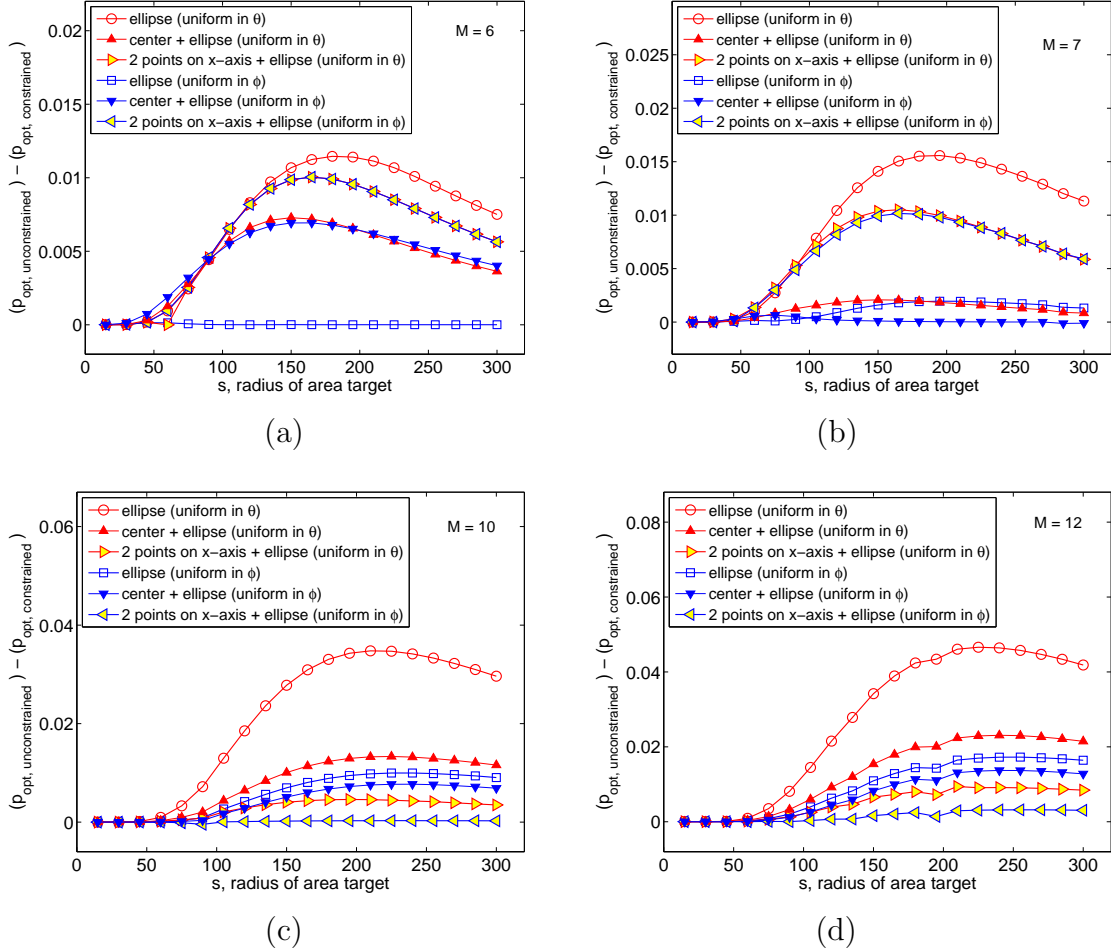 ellipse (uniform in θ)
center + ellipse (uniform in θ)
2 points on x−axis + ellipse (uniform in θ)
ellipse (uniform in ϕ)
center + ellipse (uniform in ϕ)
2 points on x−axis + ellipse (uniform in ϕ)
M = 6
0.02
0.015
0.01
0.005
0
(p_opt, unconstrained) − (p_opt, constrained)
0 50 100 150 200 250 300
s, radius of area target
(a)
ellipse (uniform in θ)
center + ellipse (uniform in θ)
2 points on x−axis + ellipse (uniform in θ)
ellipse (uniform in ϕ)
center + ellipse (uniform in ϕ)
2 points on x−axis + ellipse (uniform in ϕ)
M = 7
0.025
0.02
0.015
0.01
0.005
0
(p_opt, unconstrained) − (p_opt, constrained)
0 50 100 150 200 250 300
s, radius of area target
(b)
ellipse (uniform in θ)
center + ellipse (uniform in θ)
2 points on x−axis + ellipse (uniform in θ)
ellipse (uniform in ϕ)
center + ellipse (uniform in ϕ)
2 points on x−axis + ellipse (uniform in ϕ)
M = 10
0.06
0.04
0.02
0
(p_opt, unconstrained) − (p_opt, constrained)
0 50 100 150 200 250 300
s, radius of area target
(c)
ellipse (uniform in θ)
center + ellipse (uniform in θ)
2 points on x−axis + ellipse (uniform in θ)
ellipse (uniform in ϕ)
center + ellipse (uniform in ϕ)
2 points on x−axis + ellipse (uniform in ϕ)
M = 12
0.08
0.06
0.04
0.02
0
(p_opt, unconstrained) − (p_opt, constrained)
0 50 100 150 200 250 300
s, radius of area target
(d)